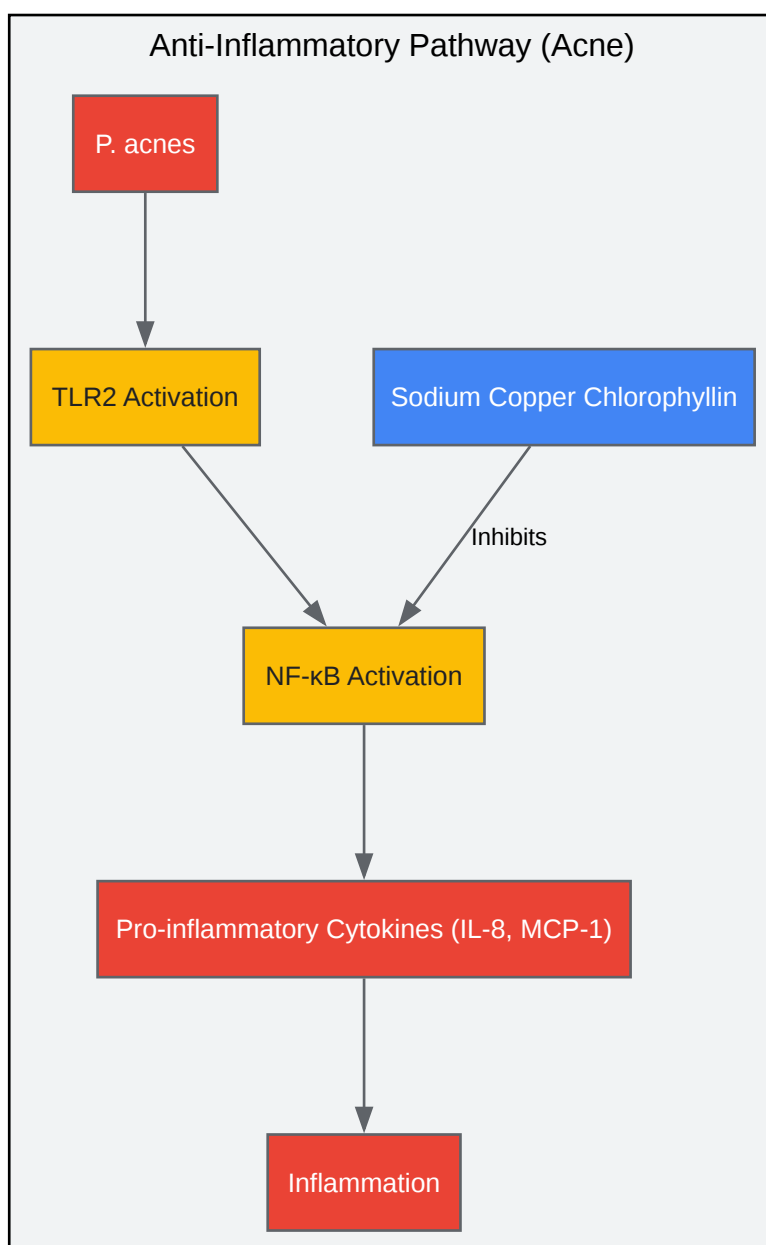 Anti-Inflammatory Pathway (Acne)
P. acnes
TLR2 Activation
Sodium Copper Chlorophyllin
Inhibits
NF-κB Activation
Pro-inflammatory Cytokines (IL-8, MCP-1)
Inflammation